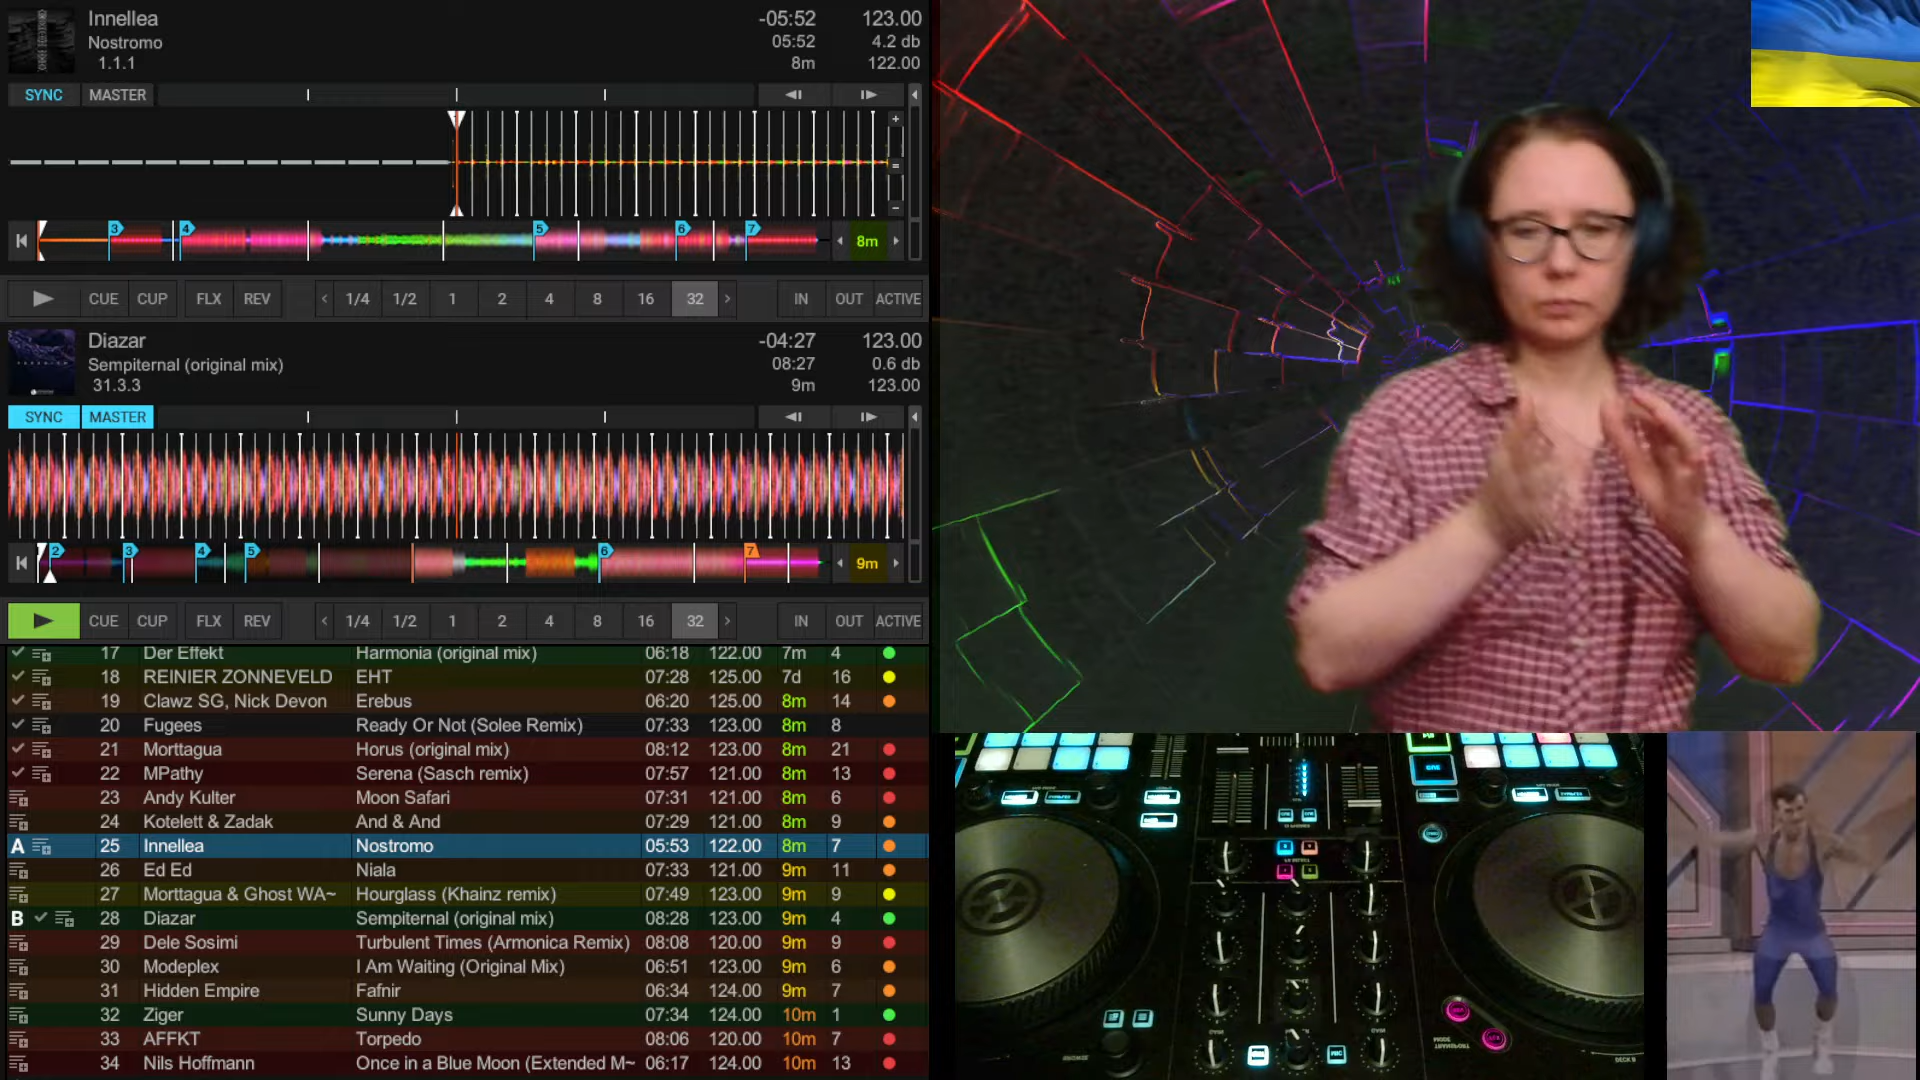 Innellea -05:52 123.00
Nostromo 05:52 4.2 db
1.1.1 8m 122.00
SYNC MASTER
3 4 5 6 7 8m
CUE CUP FLX REV 1/4 1/2 1 2 4 8 16 32 IN OUT ACTIVE
Diazar -04:27 123.00
Sempiternal (original mix) 08:27 0.6 db
31.3.3 9m 123.00
SYNC MASTER
2 3 4 5 6 7 9m
CUE CUP FLX REV 1/4 1/2 1 2 4 8 16 32 IN OUT ACTIVE
17 Der Effekt Harmonia (original mix) 06:18 122.00 7m 4
18 REINIER ZONNEVELD EHT 07:28 125.00 7d 16
19 Clawz SG, Nick Devon Erebus 06:20 125.00 8m 14
20 Fugees Ready Or Not (Solee Remix) 07:33 123.00 8m 8
21 Morttagua Horus (original mix) 08:12 123.00 8m 21
22 MPathy Serena (Sasch remix) 07:57 121.00 8m 13
23 Andy Kulter Moon Safari 07:31 121.00 8m 6
24 Kotelett & Zadak And & And 07:29 121.00 8m 9
A 25 Innellea Nostromo 05:53 122.00 8m 7
26 Ed Ed Niala 07:33 121.00 9m 11
27 Morttagua & Ghost WA~ Hourglass (Khainz remix) 07:49 123.00 9m 9
B 28 Diazar Sempiternal (original mix) 08:28 123.00 9m 4
29 Dele Sosimi Turbulent Times (Armonica Remix) 08:08 120.00 9m 9
30 Modeplex I Am Waiting (Original Mix) 06:51 123.00 9m 6
31 Hidden Empire Fafnir 06:34 124.00 9m 7
32 Ziger Sunny Days 07:34 124.00 10m 1
33 AFFKT Torpedo 08:06 120.00 10m 7
34 Nils Hoffmann Once in a Blue Moon (Extended M~ 06:17 124.00 10m 13